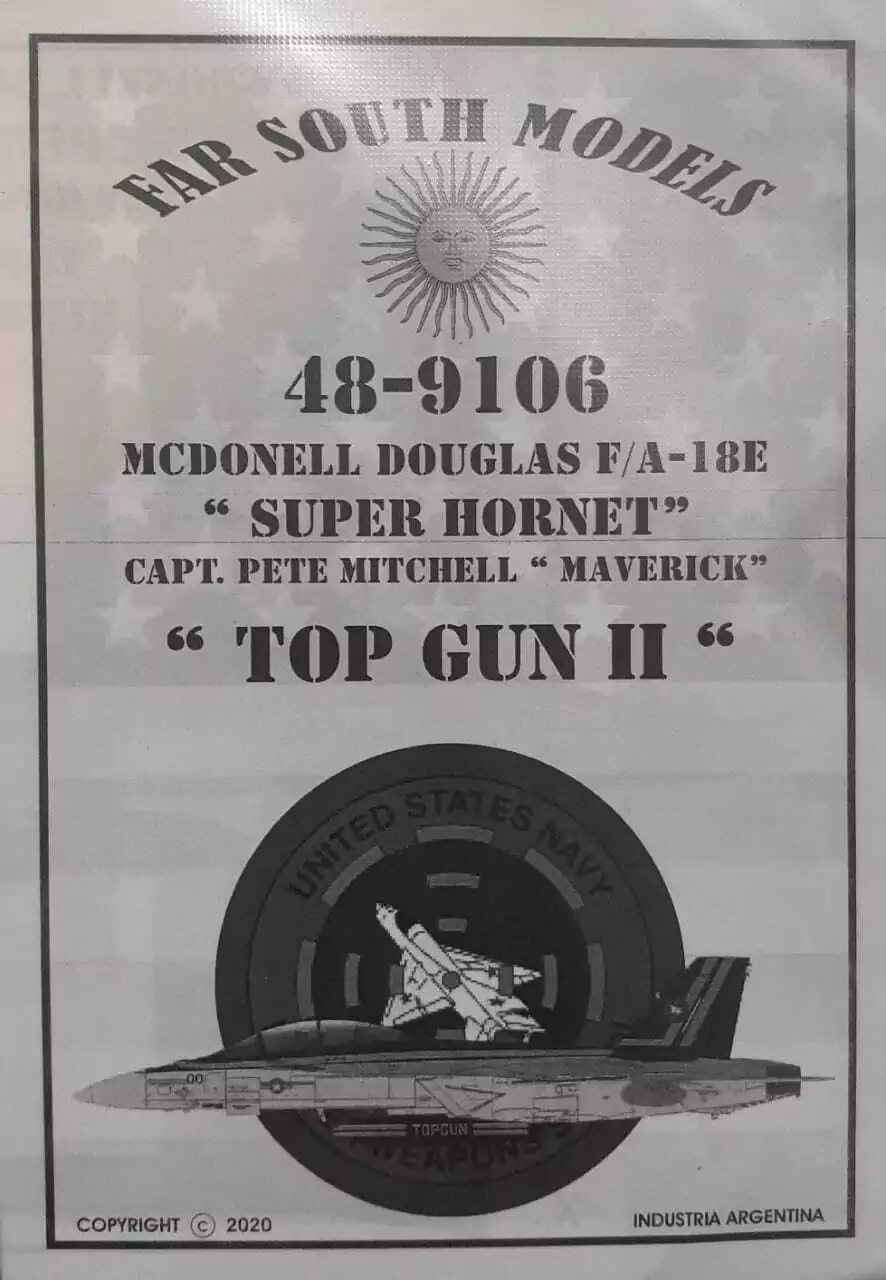 FAR SOUTH MODELS
48-9106
MCDONELL DOUGLAS F/A-18E
“ SUPER HORNET”
CAPT. PETE MITCHELL “ MAVERICK”
“ TOP GUN II “
UNITED STATES NAVY
00
TOPGUN
WEAPONS S
COPYRIGHT © 2020
INDUSTRIA ARGENTINA